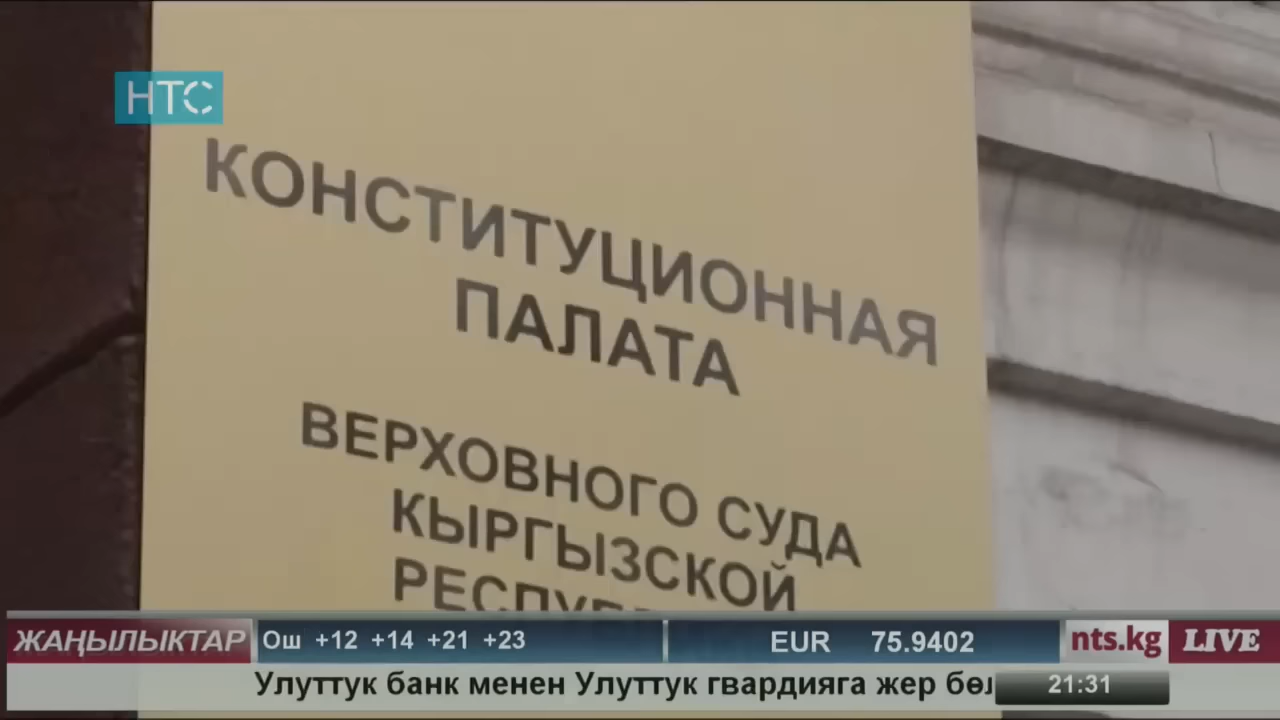 НТС
КОНСТИТУЦИОННАЯ
ПАЛАТА
ВЕРХОВНОГО СУДА
КЫРГЫЗСКОЙ
ЖАҢЫЛЫКТАР
Ош +12 +14 +21 +23
EUR 75.9402
nts.kg
LIVE
Улуттук банк менен Улуттук гвардияга жер
21:31